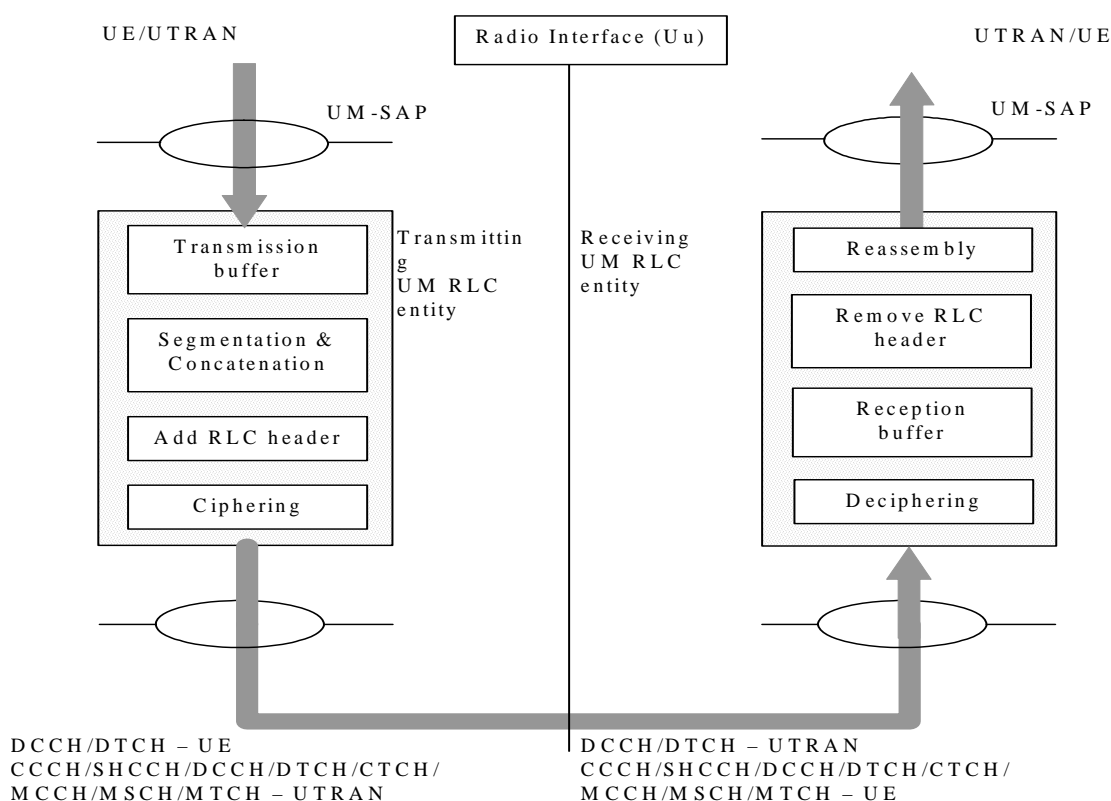 UE/UTRAN
Radio Interface (Uu)
UTRAN/UE
UM-SAP
UM-SAP
Transmission
buffer
Segmentation &
Concatenation
Add RLC header
Ciphering
Transmittin
g
UM RLC
entity
Receiving
UM RLC
entity
Reassembly
Remove RLC
header
Reception
buffer
Deciphering
DCCH/DTCH – UE
CCCH/SHCCH/DCCH/DTCH/CTCH/
MCCH/MSCH/MTCH – UTRAN
DCCH/DTCH – UTRAN
CCCH/SHCCH/DCCH/DTCH/CTCH/
MCCH/MSCH/MTCH – UE